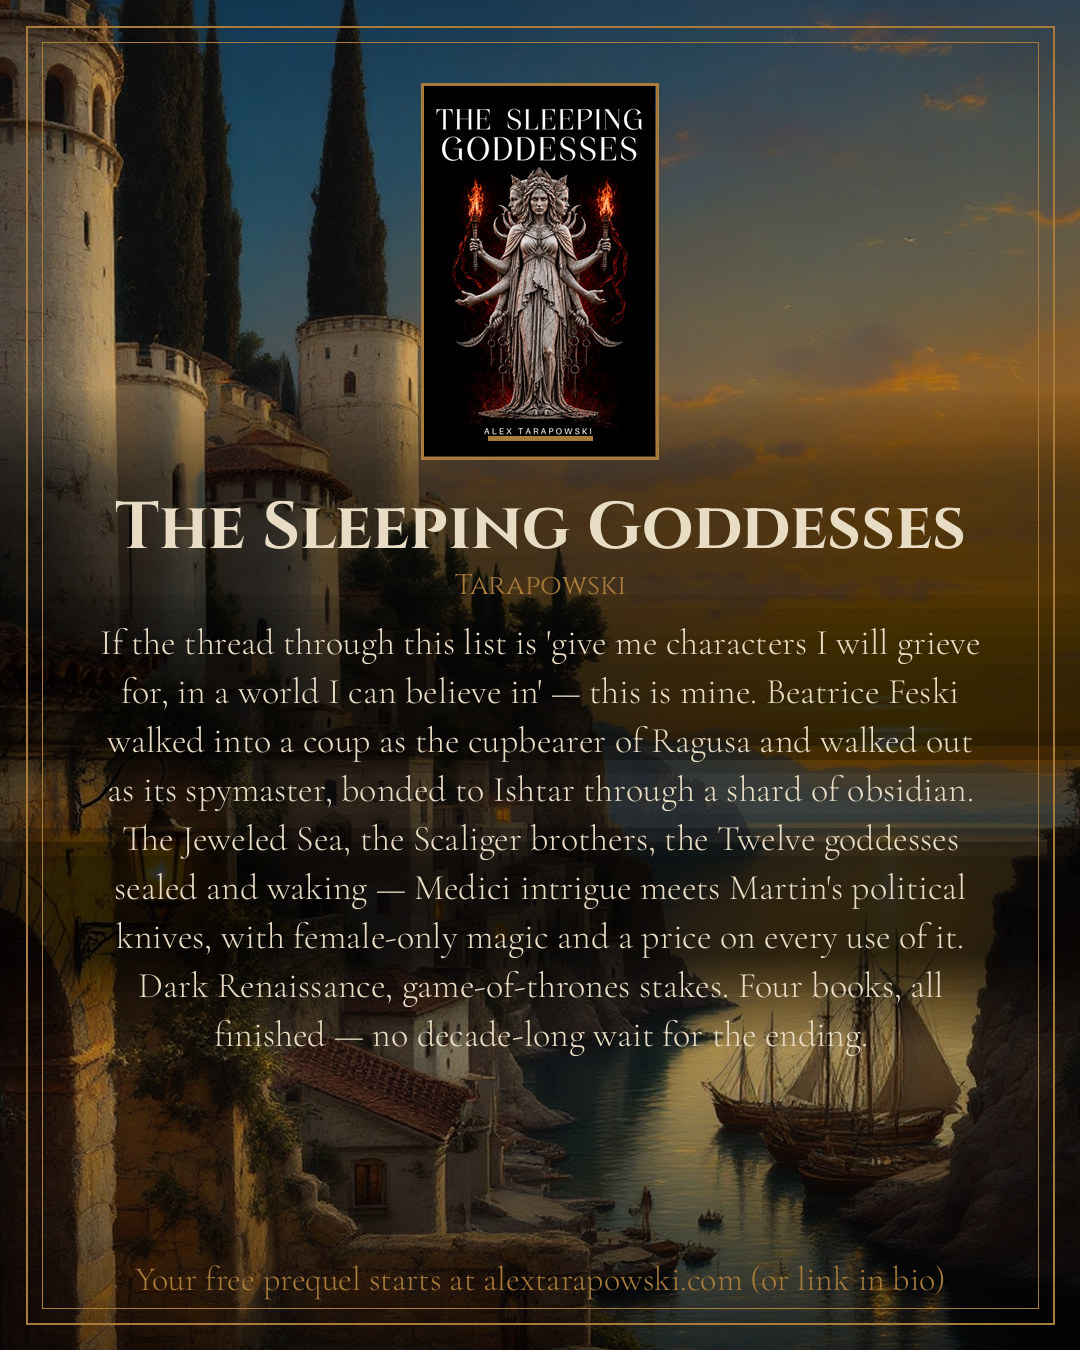 THE SLEEPING
GODDESSES
ALEX TARAPOWSKI
The Sleeping Goddesses
Tarapowski
If the thread through this list is 'give me characters I will grieve
for, in a world I can believe in' — this is mine. Beatrice Feski
walked into a coup as the cupbearer of Ragusa and walked out
as its spymaster, bonded to Ishtar through a shard of obsidian.
The Jeweled Sea, the Scaliger brothers, the Twelve goddesses
sealed and waking — Medici intrigue meets Martin's political
knives, with female-only magic and a price on every use of it.
Dark Renaissance, game-of-thrones stakes. Four books, all
finished — no decade-long wait for the ending.
Your free prequel starts at alextarapowski.com (or link in bio)